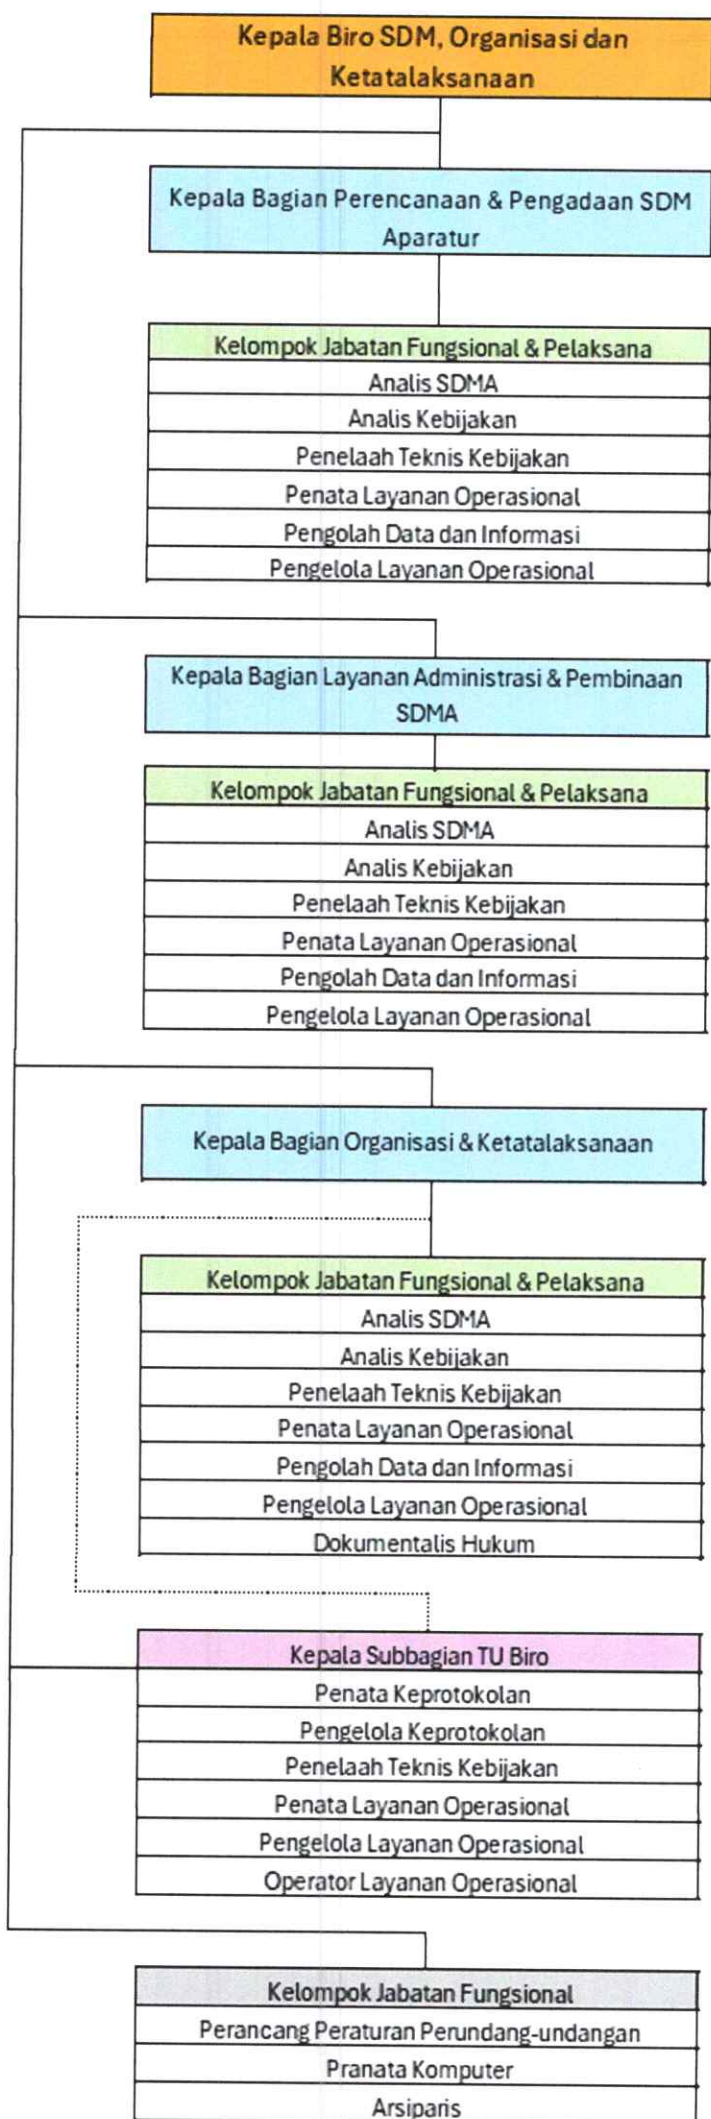 Kepala Biro SDM, Organisasi dan
Ketatalaksanaan
Kepala Bagian Perencanaan & Pengadaan SDM
Aparatur
Kelompok Jabatan Fungsional & Pelaksana
Analis SDMA
Analis Kebijakan
Penelaah Teknis Kebijakan
Penata Layanan Operasional
Pengolah Data dan Informasi
Pengelola Layanan Operasional
Kepala Bagian Layanan Administrasi & Pembinaan
SDMA
Kelompok Jabatan Fungsional & Pelaksana
Analis SDMA
Analis Kebijakan
Penelaah Teknis Kebijakan
Penata Layanan Operasional
Pengolah Data dan Informasi
Pengelola Layanan Operasional
Kepala Bagian Organisasi & Ketatalaksanaan
Kelompok Jabatan Fungsional & Pelaksana
Analis SDMA
Analis Kebijakan
Penelaah Teknis Kebijakan
Penata Layanan Operasional
Pengolah Data dan Informasi
Pengelola Layanan Operasional
Dokumentalis Hukum
Kepala Subbagian TU Biro
Penata Keprotokolan
Pengelola Keprotokolan
Penelaah Teknis Kebijakan
Penata Layanan Operasional
Pengelola Layanan Operasional
Operator Layanan Operasional
Kelompok Jabatan Fungsional
Perancang Peraturan Perundang-undangan
Pranata Komputer
Arsiparis